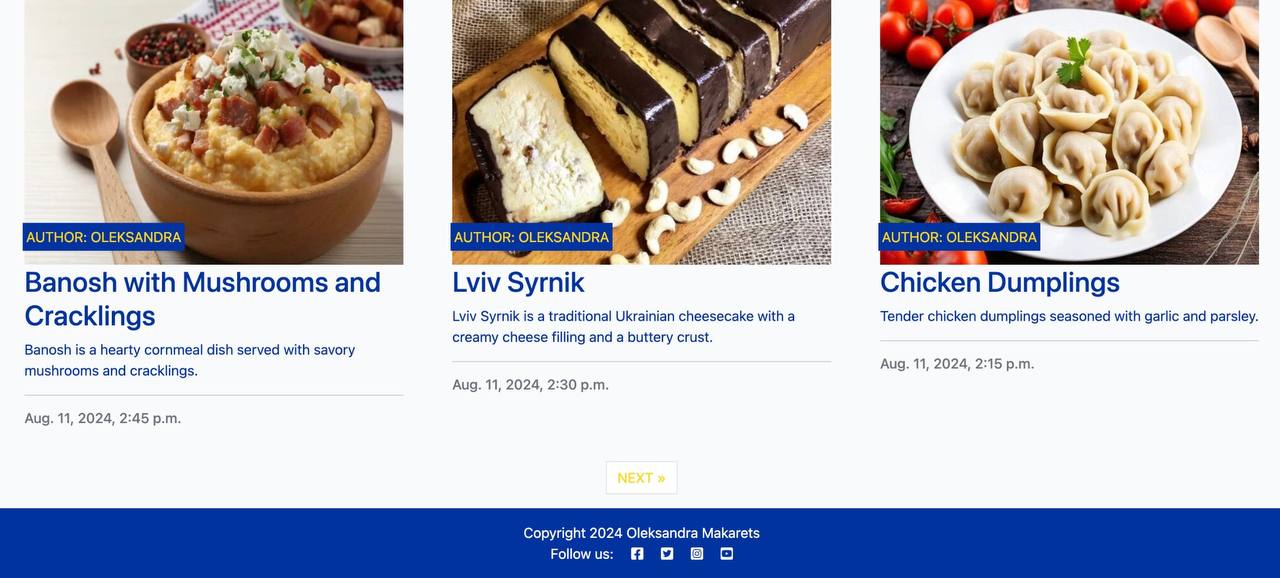 AUTHOR: OLEKSANDRA
Banosh with Mushrooms and
Cracklings
Banosh is a hearty cornmeal dish served with savory
mushrooms and cracklings.
Aug. 11, 2024, 2:45 p.m.
AUTHOR: OLEKSANDRA
Lviv Syrnik
Lviv Syrnik is a traditional Ukrainian cheesecake with a
creamy cheese filling and a buttery crust.
Aug. 11, 2024, 2:30 p.m.
AUTHOR: OLEKSANDRA
Chicken Dumplings
Tender chicken dumplings seasoned with garlic and parsley.
Aug. 11, 2024, 2:15 p.m.
NEXT »
Copyright 2024 Oleksandra Makarets
Follow us: